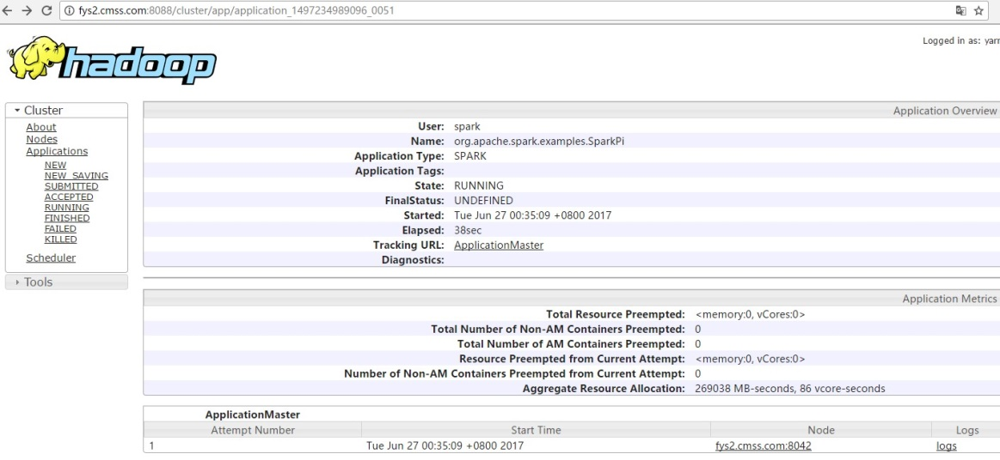 fys2.cmss.com:8088/cluster/app/application_1497234989096_0051
Logged in as: yarn
hadoop
Cluster
About
Nodes
Applications
NEW
NEW_SAVING
SUBMITTED
ACCEPTED
RUNNING
FINISHED
FAILED
KILLED
Scheduler
Tools
Application Overview
User: spark
Name: org.apache.spark.examples.SparkPi
Application Type: SPARK
Application Tags:
State: RUNNING
FinalStatus: UNDEFINED
Started: Tue Jun 27 00:35:09 +0800 2017
Elapsed: 38sec
Tracking URL: ApplicationMaster
Diagnostics:
Application Metrics
Total Resource Preempted: <memory:0, vCores:0>
Total Number of Non-AM Containers Preempted: 0
Total Number of AM Containers Preempted: 0
Resource Preempted from Current Attempt: <memory:0, vCores:0>
Number of Non-AM Containers Preempted from Current Attempt: 0
Aggregate Resource Allocation: 269038 MB-seconds, 86 vcore-seconds
ApplicationMaster
Attempt Number Start Time Node Logs
1 Tue Jun 27 00:35:09 +0800 2017 fys2.cmss.com:8042 logs